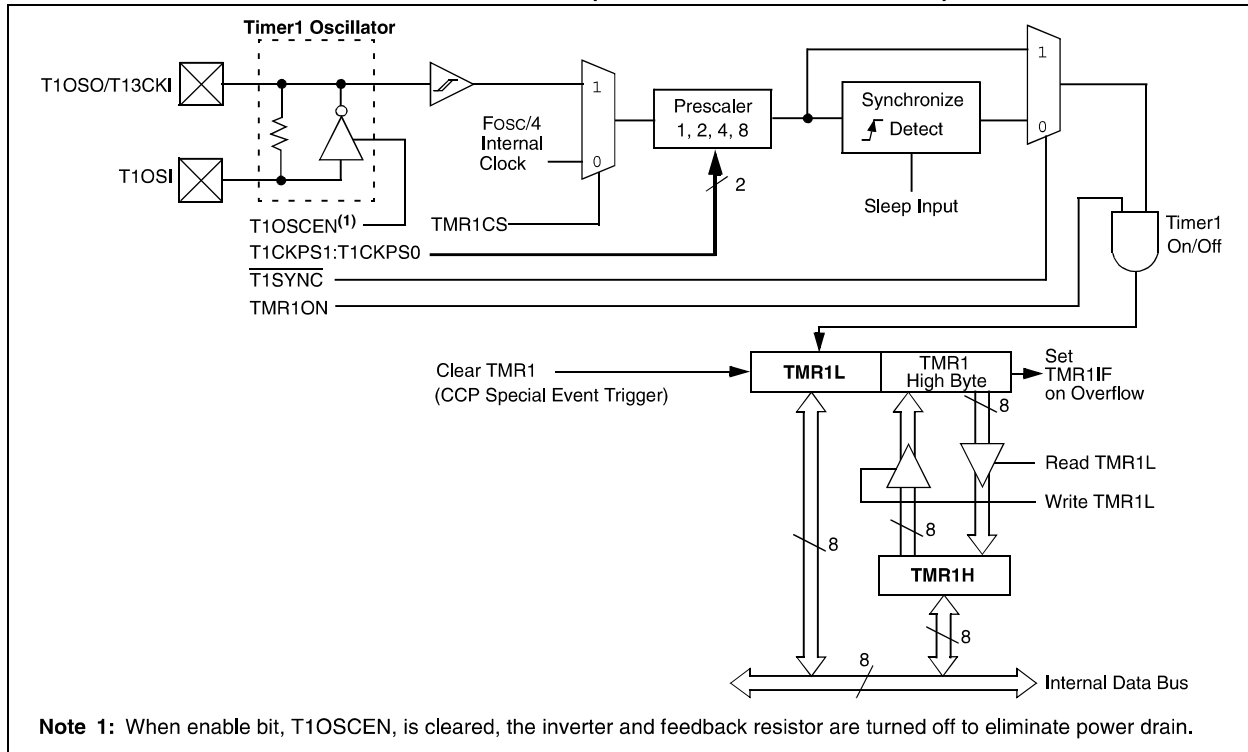 Timer1 Oscillator
T1OSO/T13CKI
T1OSI
FOSC/4
Internal
Clock
1
0
Prescaler
1, 2, 4, 8
2
Synchronize
Detect
Sleep Input
1
0
T1OSCEN(1)
TMR1CS
T1CKPS1:T1CKPS0
T1SYNC
TMR1ON
Timer1
On/Off
Clear TMR1
(CCP Special Event Trigger)
TMR1L
TMR1
High Byte
Set
TMR1IF
on Overflow
8
Read TMR1L
Write TMR1L
8
8
TMR1H
8
8
Internal Data Bus
Note 1: When enable bit, T1OSCEN, is cleared, the inverter and feedback resistor are turned off to eliminate power drain.